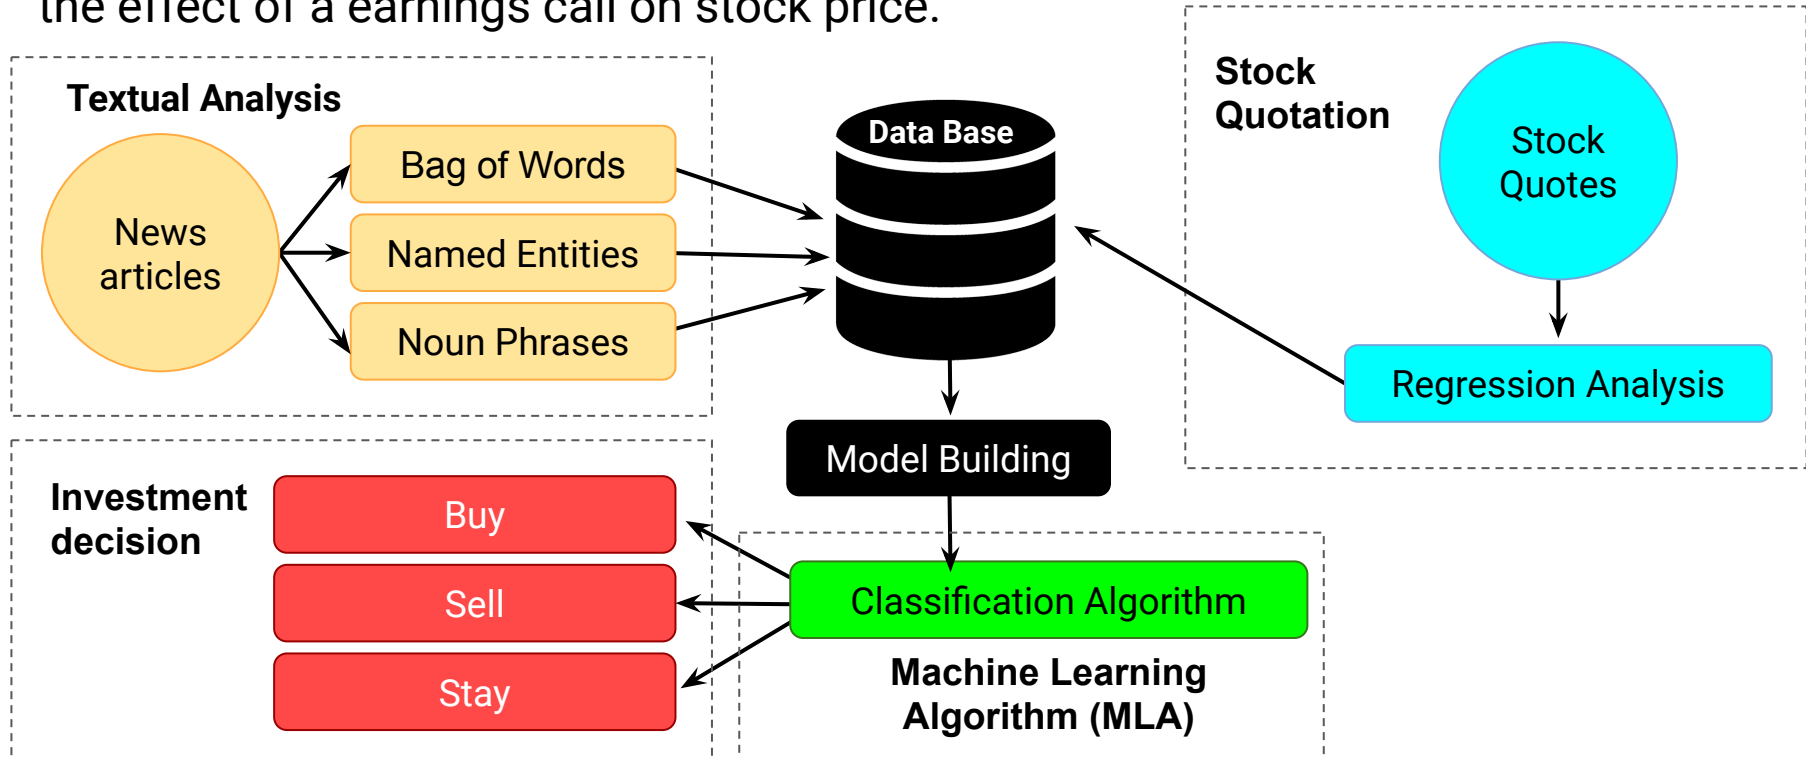 the effect of a earnings call on stock price.
Textual Analysis
News
articles
Bag of Words
Named Entities
Noun Phrases
Data Base
Stock
Quotation
Stock
Quotes
Regression Analysis
Model Building
Investment
decision
Buy
Sell
Stay
Classification Algorithm
Machine Learning
Algorithm (MLA)